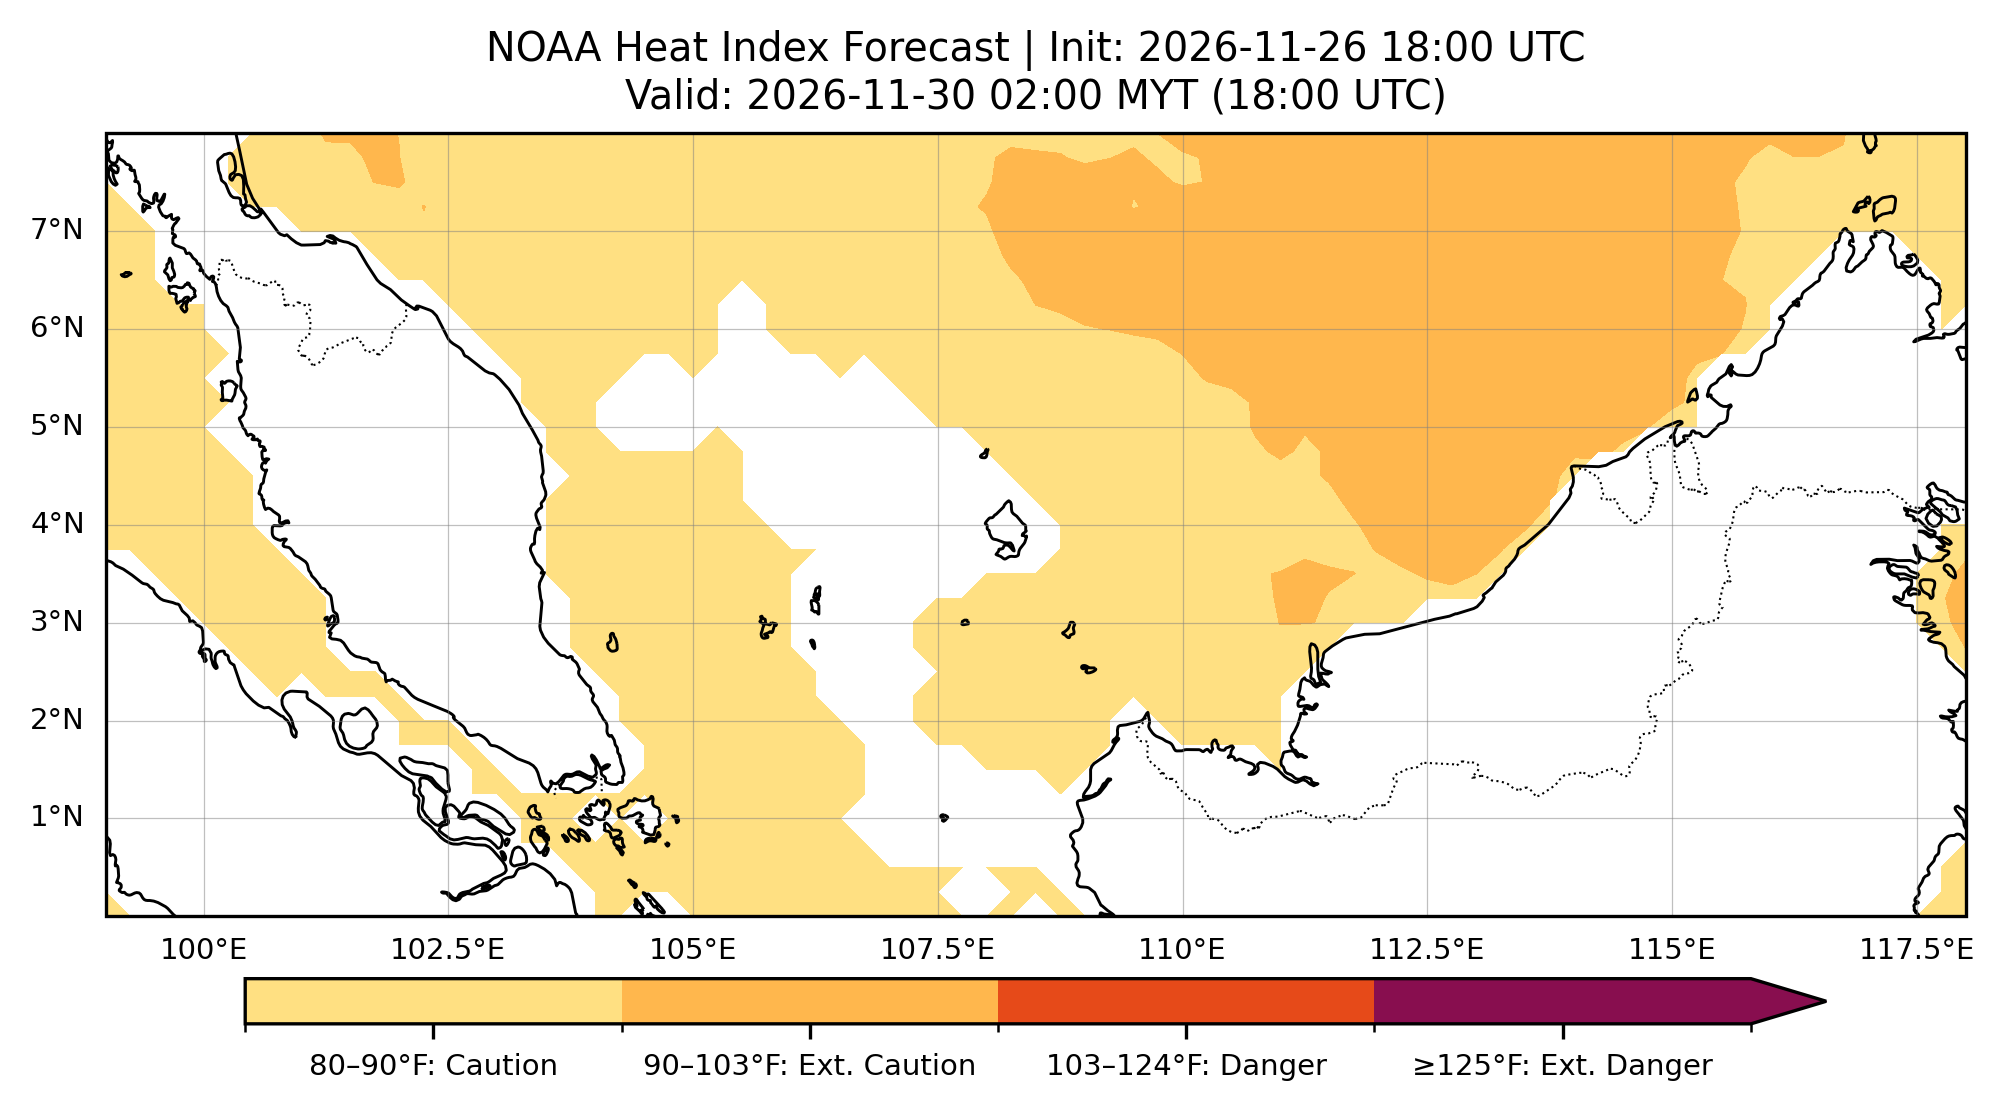 NOAA Heat Index Forecast | Init: 2026-11-26 18:00 UTC
Valid: 2026-11-30 02:00 MYT (18:00 UTC)
7°N
6°N
5°N
4°N
3°N
2°N
1°N
100°E 102.5°E 105°E 107.5°E 110°E 112.5°E 115°E 117.5°E
80–90°F: Caution 90–103°F: Ext. Caution 103–124°F: Danger ≥125°F: Ext. Danger